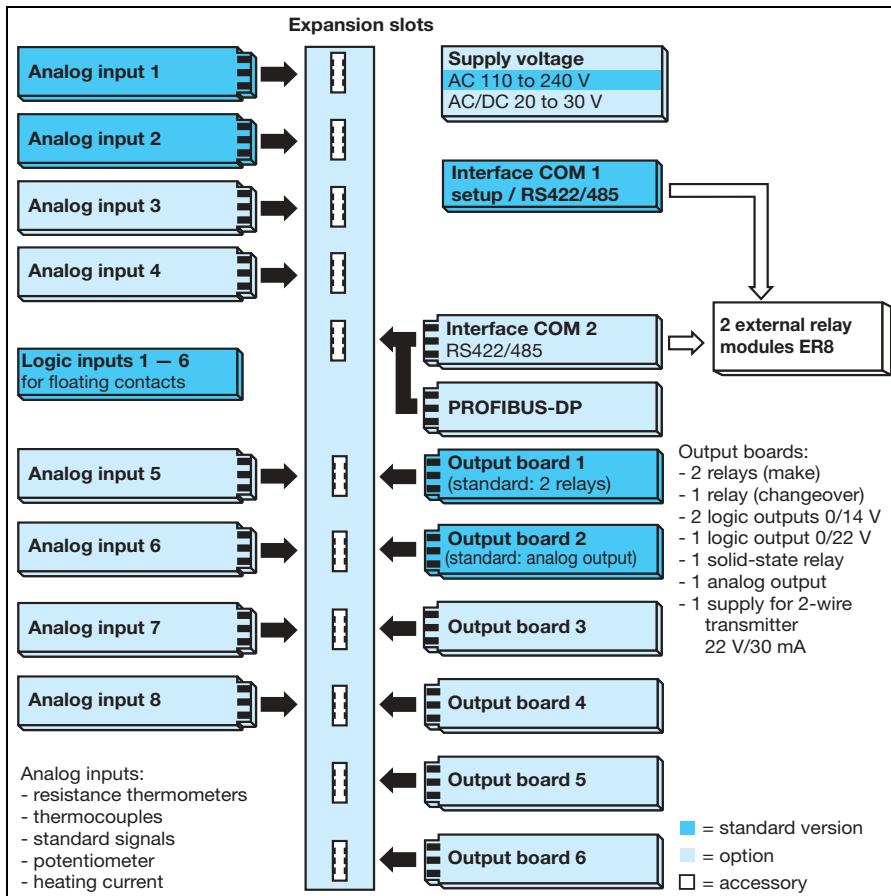 Expansion slots
Analog input 1
Analog input 2
Analog input 3
Analog input 4
Logic inputs 1 — 6
for floating contacts
Analog input 5
Analog input 6
Analog input 7
Analog input 8
Analog inputs:
- resistance thermometers
- thermocouples
- standard signals
- potentiometer
- heating current
Supply voltage
AC 110 to 240 V
AC/DC 20 to 30 V
Interface COM 1
setup / RS422/485
Interface COM 2
RS422/485
2 external relay
modules ER8
PROFIBUS-DP
Output board 1
(standard: 2 relays)
Output board 2
(standard: analog output)
Output board 3
Output board 4
Output board 5
Output board 6
Output boards:
- 2 relays (make)
- 1 relay (changeover)
- 2 logic outputs 0/14 V
- 1 logic output 0/22 V
- 1 solid-state relay
- 1 analog output
- 1 supply for 2-wire
transmitter
22 V/30 mA
= standard version
= option
= accessory